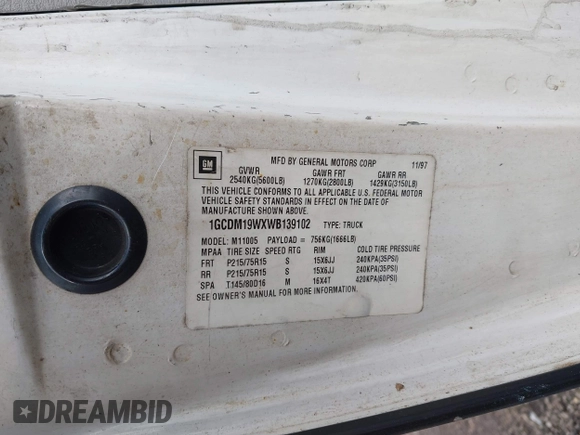 GM
MFD BY GENERAL MOTORS CORP 11/97
GVWR GAWR FRT GAWR RR
2540KG(5600LB) 1270KG(2800LB) 1429KG(3150LB)
THIS VEHICLE CONFORMS TO ALL APPLICABLE U.S. FEDERAL MOTOR
VEHICLE SAFETY STANDARDS IN EFFECT ON THE DATE OF
MANUFACTURE SHOWN ABOVE.
1GCDM19WXWB139102 TYPE: TRUCK
MODEL: M11005 PAYLOAD = 756KG(1666LB)
MPAA TIRE SIZE SPEED RTG RIM COLD TIRE PRESSURE
FRT P215/75R15 S 15X6JJ 240KPA(35PSI)
RR P215/75R15 S 15X6JJ 240KPA(35PSI)
SPA T145/80D16 M 16X4T 420KPA(60PSI)
SEE OWNER'S MANUAL FOR MORE INFORMATION.
DREAMBID